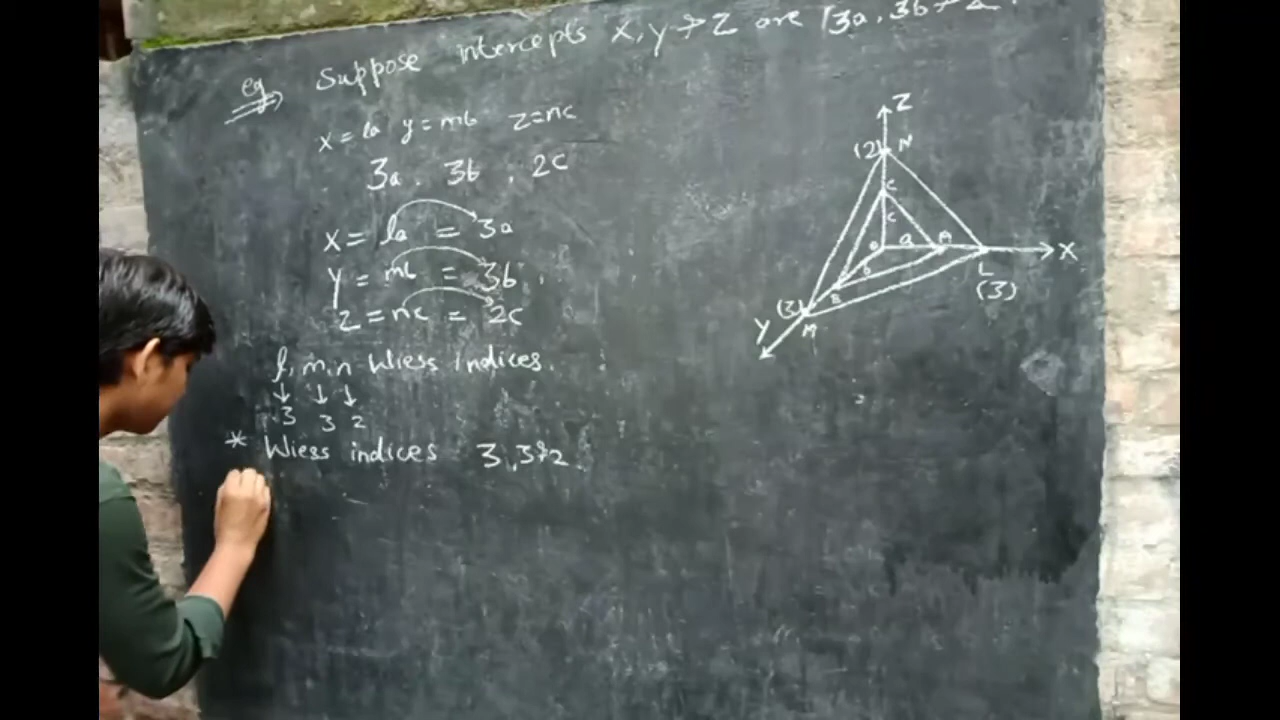 eg Suppose intercepts X, Y → Z are 3a, 3b
x = la y = mb z = nc
3a, 3b, 2c
x = la = 3a
Y = mb = 3b
z = nc = 2c
l, m, n Wiess indices.
↓ ↓ ↓
3 3 2
* Wiess indices 3, 3 & 2.
Z
(2) N
C
C
o a A X
b L
B (3)
(3)
Y M